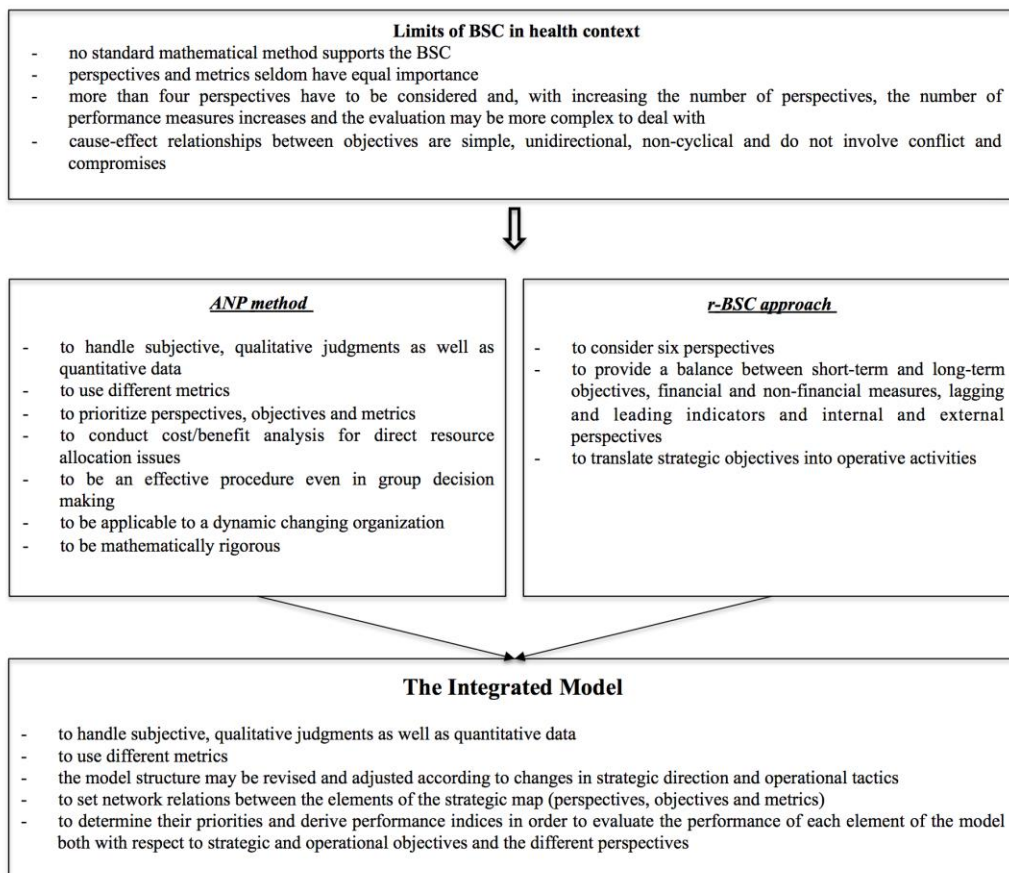 Limits of BSC in health context
- no standard mathematical method supports the BSC
- perspectives and metrics seldom have equal importance
- more than four perspectives have to be considered and, with increasing the number of perspectives, the number of
performance measures increases and the evaluation may be more complex to deal with
- cause-effect relationships between objectives are simple, unidirectional, non-cyclical and do not involve conflict and
compromises
ANP method
- to handle subjective, qualitative judgments as well as
quantitative data
- to use different metrics
- to prioritize perspectives, objectives and metrics
- to conduct cost/benefit analysis for direct resource
allocation issues
- to be an effective procedure even in group decision
making
- to be applicable to a dynamic changing organization
- to be mathematically rigorous
r-BSC approach
- to consider six perspectives
- to provide a balance between short-term and long-term
objectives, financial and non-financial measures, lagging
and leading indicators and internal and external
perspectives
- to translate strategic objectives into operative activities
The Integrated Model
- to handle subjective, qualitative judgments as well as quantitative data
- to use different metrics
- the model structure may be revised and adjusted according to changes in strategic direction and operational tactics
- to set network relations between the elements of the strategic map (perspectives, objectives and metrics)
- to determine their priorities and derive performance indices in order to evaluate the performance of each element of the model
both with respect to strategic and operational objectives and the different perspectives